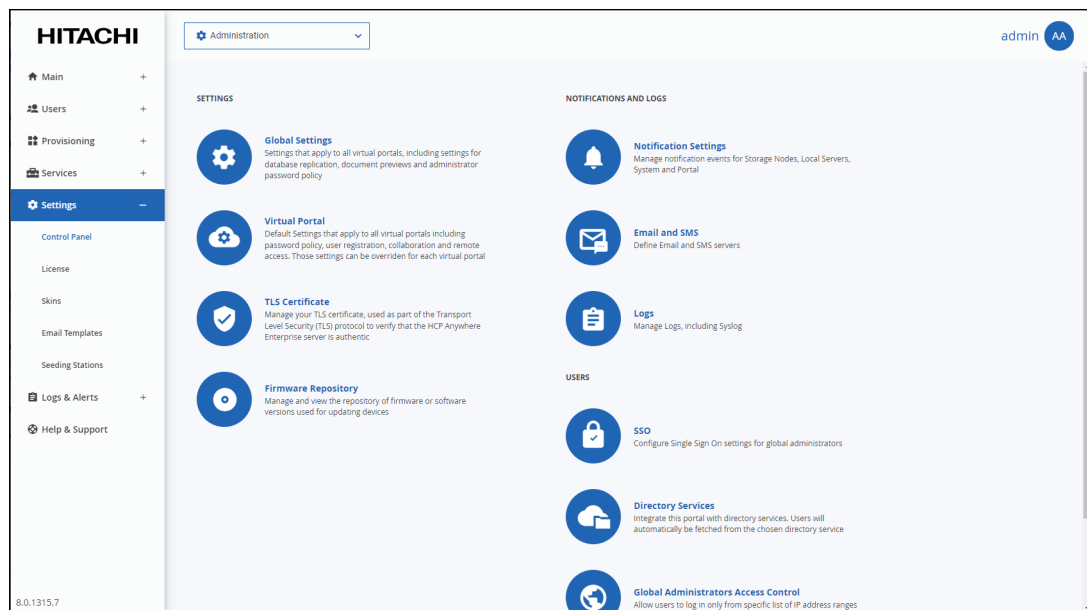 HITACHI
Administration
admin AA
Main
Users
Provisioning
Services
Settings
Control Panel
License
Skins
Email Templates
Seeding Stations
Logs & Alerts
Help & Support
8.0.1315.7
SETTINGS
Global Settings
Settings that apply to all virtual portals, including settings for
database replication, document previews and administrator
password policy
Virtual Portal
Default Settings that apply to all virtual portals including
password policy, user registration, collaboration and remote
access. Those settings can be overriden for each virtual portal
TLS Certificate
Manage your TLS certificate, used as part of the Transport
Level Security (TLS) protocol to verify that the HCP Anywhere
Enterprise server is authentic
Firmware Repository
Manage and view the repository of firmware or software
versions used for updating devices
NOTIFICATIONS AND LOGS
Notification Settings
Manage notification events for Storage Nodes, Local Servers,
System and Portal
Email and SMS
Define Email and SMS servers
Logs
Manage Logs, including Syslog
USERS
SSO
Configure Single Sign On settings for global administrators
Directory Services
Integrate this portal with directory services. Users will
automatically be fetched from the chosen directory service
Global Administrators Access Control
Allow users to log in only from specific list of IP address ranges